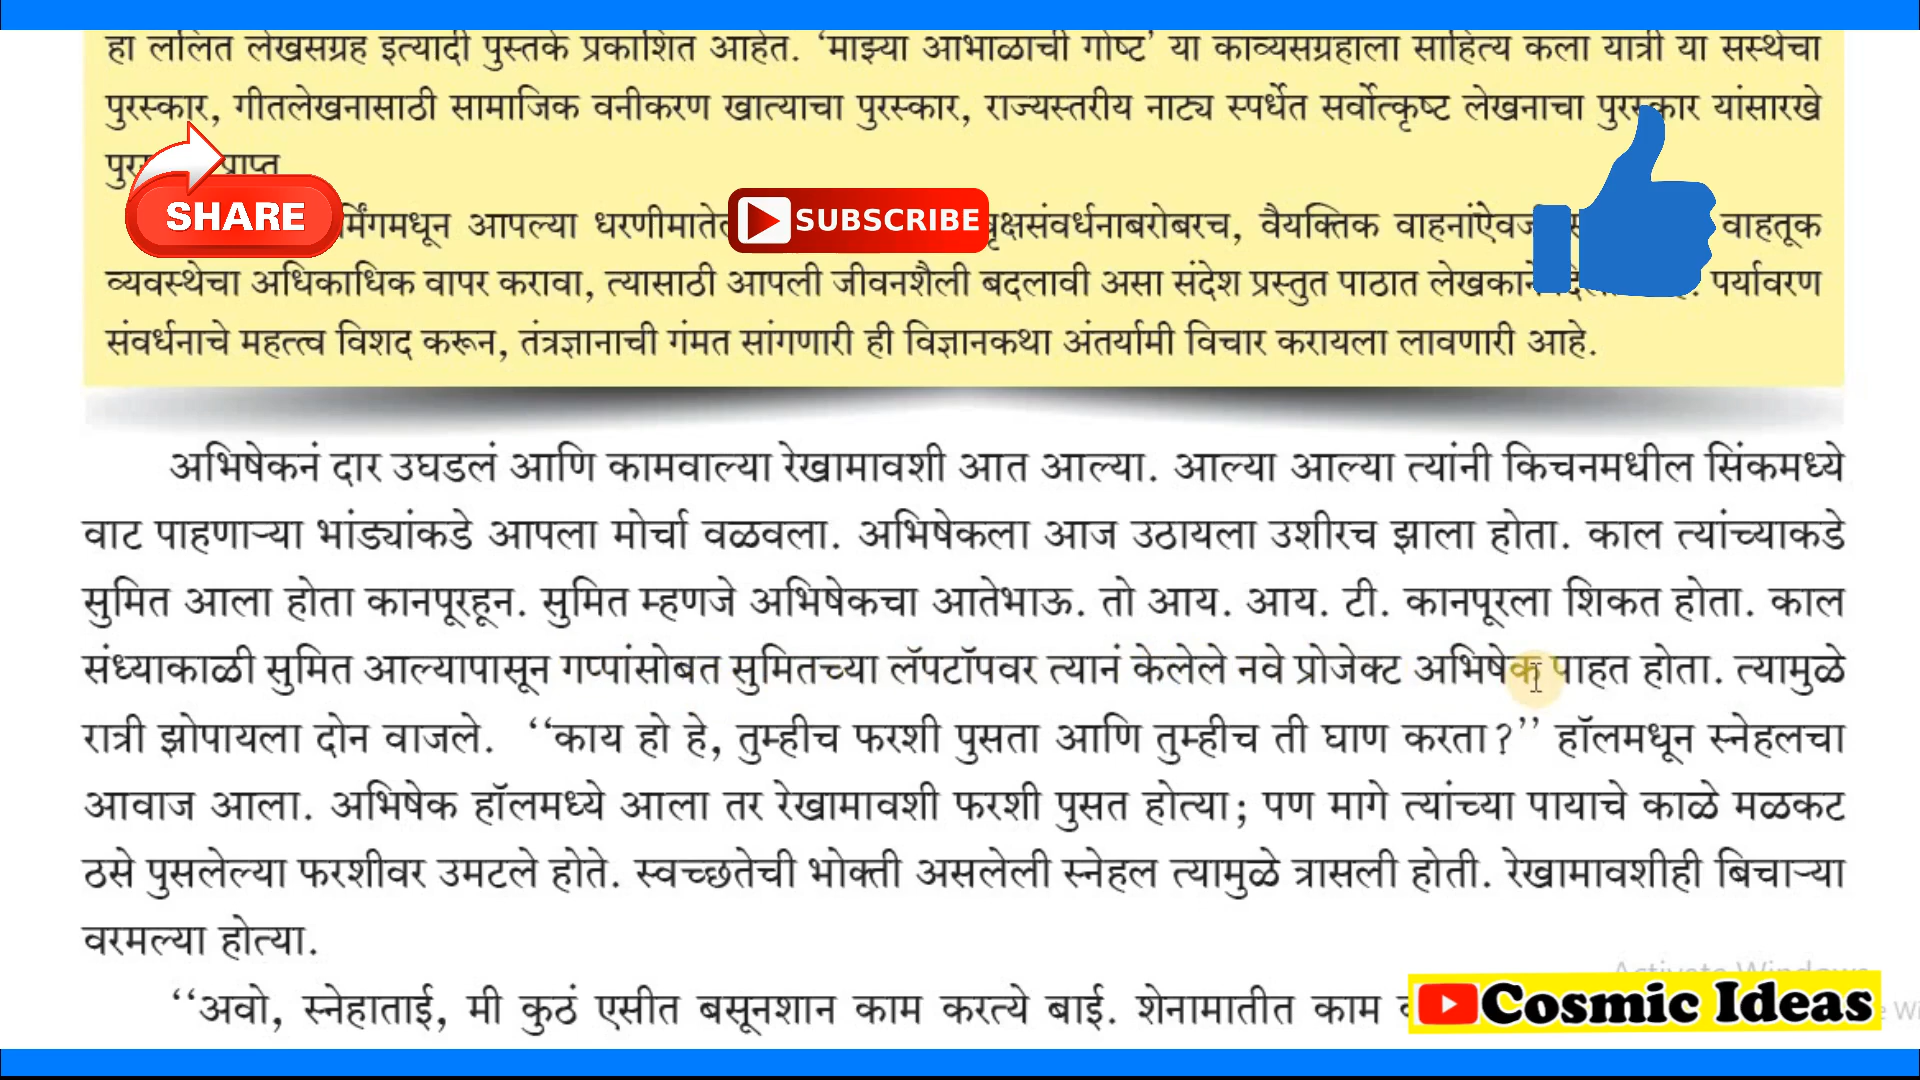 हा ललित लेखसंग्रह इत्यादी पुस्तके प्रकाशित आहेत. ‘माझ्या आभाळाची गोष्ट’ या काव्यसंग्रहाला साहित्य कला यात्री या संस्थेचा
पुरस्कार, गीतलेखनासाठी सामाजिक वनीकरण खात्याचा पुरस्कार, राज्यस्तरीय नाट्य स्पर्धेत सर्वोत्कृष्ट लेखनाचा पुरस्कार यांसारखे
प्राप्त
SHARE
SUBSCRIBE
आपल्या वृक्षसंवर्धनाबरोबरच, वैयक्तिक वाहतूक
व्यवस्थेचा अधिकाधिक वापर करावा, त्यासाठी आपली जीवनशैली बदलावी असा संदेश प्रस्तुत पाठात लेखकाने पर्यावरण
संवर्धनाचे महत्त्व विशद करून, तंत्रज्ञानाची गंमत सांगणारी ही विज्ञानकथा अंतर्यामी विचार करायला लावणारी आहे.
अभिषेकनं दार उघडलं आणि कामवाल्या रेखामावशी आत आल्या. आल्या आल्या त्यांनी किचनमधील सिंकमध्ये
वाट पाहणाऱ्या भांड्यांकडे आपला मोर्चा वळवला. अभिषेकला आज उठायला उशीरच झाला होता. काल त्यांच्याकडे
सुमित आला होता कानपूरहून. सुमित म्हणजे अभिषेकचा आतेभाऊ. तो आय. आय. टी. कानपूरला शिकत होता. काल
संध्याकाळी सुमित आल्यापासून गप्पांसोबत सुमितच्या लॅपटॉपवर त्यानं केलेले नवे प्रोजेक्ट अभिषेक पाहत होता. त्यामुळे
रात्री झोपायला दोन वाजले. ‘‘काय हो हे, तुम्हीच फरशी पुसता आणि तुम्हीच ती घाण करता?’’ हॉलमधून स्नेहलचा
आवाज आला. अभिषेक हॉलमध्ये आला तर रेखामावशी फरशी पुसत होत्या; पण मागे त्यांच्या पायाचे काळे मळकट
ठसे पुसलेल्या फरशीवर उमटले होते. स्वच्छतेची भोक्ती असलेली स्नेहल त्यामुळे त्रासली होती. रेखामावशीही बिचाऱ्या
वरमल्या होत्या.
‘‘अवो, स्नेहाताई, मी कुठं एसीत बसूनशान काम करत्ये बाई. शेनामातीत काम
Cosmic Ideas